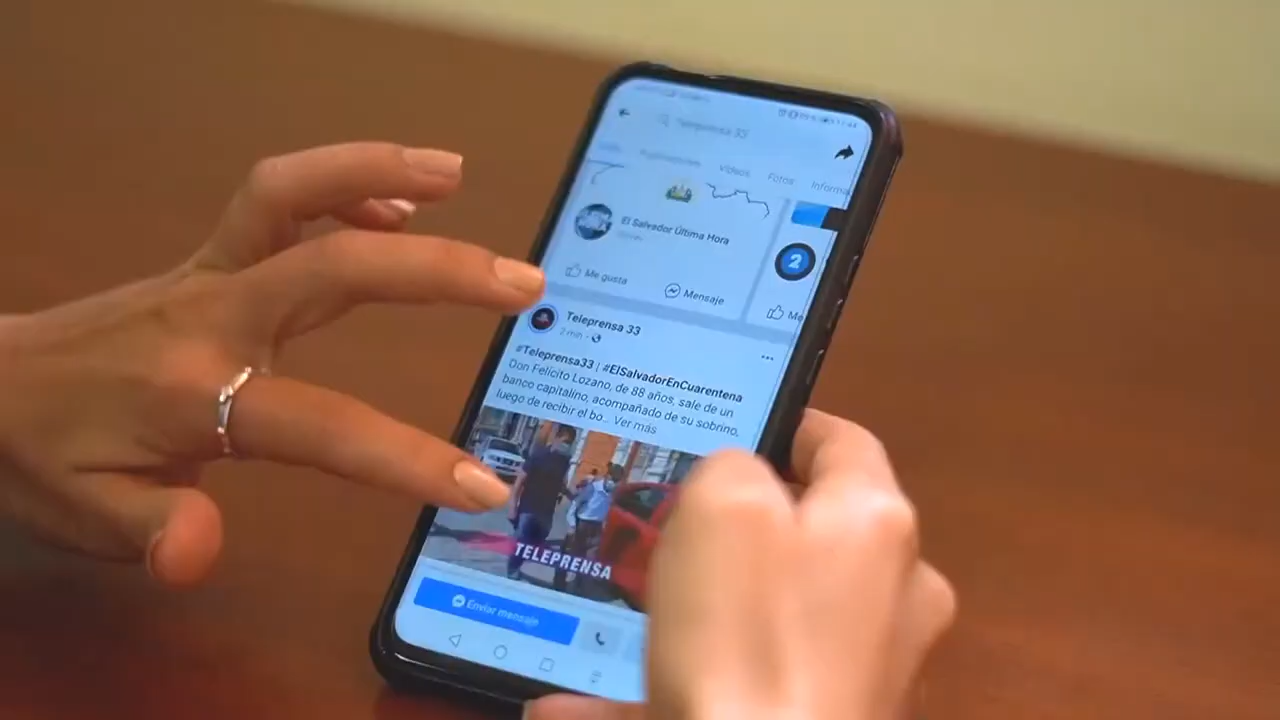 Teleprensa 33
Videos
Fotos
Informa
El Salvador Última Hora
2
Me gusta
Mensaje
Me
Teleprensa 33
2 min
#Teleprensa33 | #ElSalvadorEnCuarentena
Don Felícito Lozano, de 88 años, sale de un
banco capitalino, acompañado de su sobrino,
luego de recibir el bo... Ver más
TELEPRENSA
Enviar mensaje